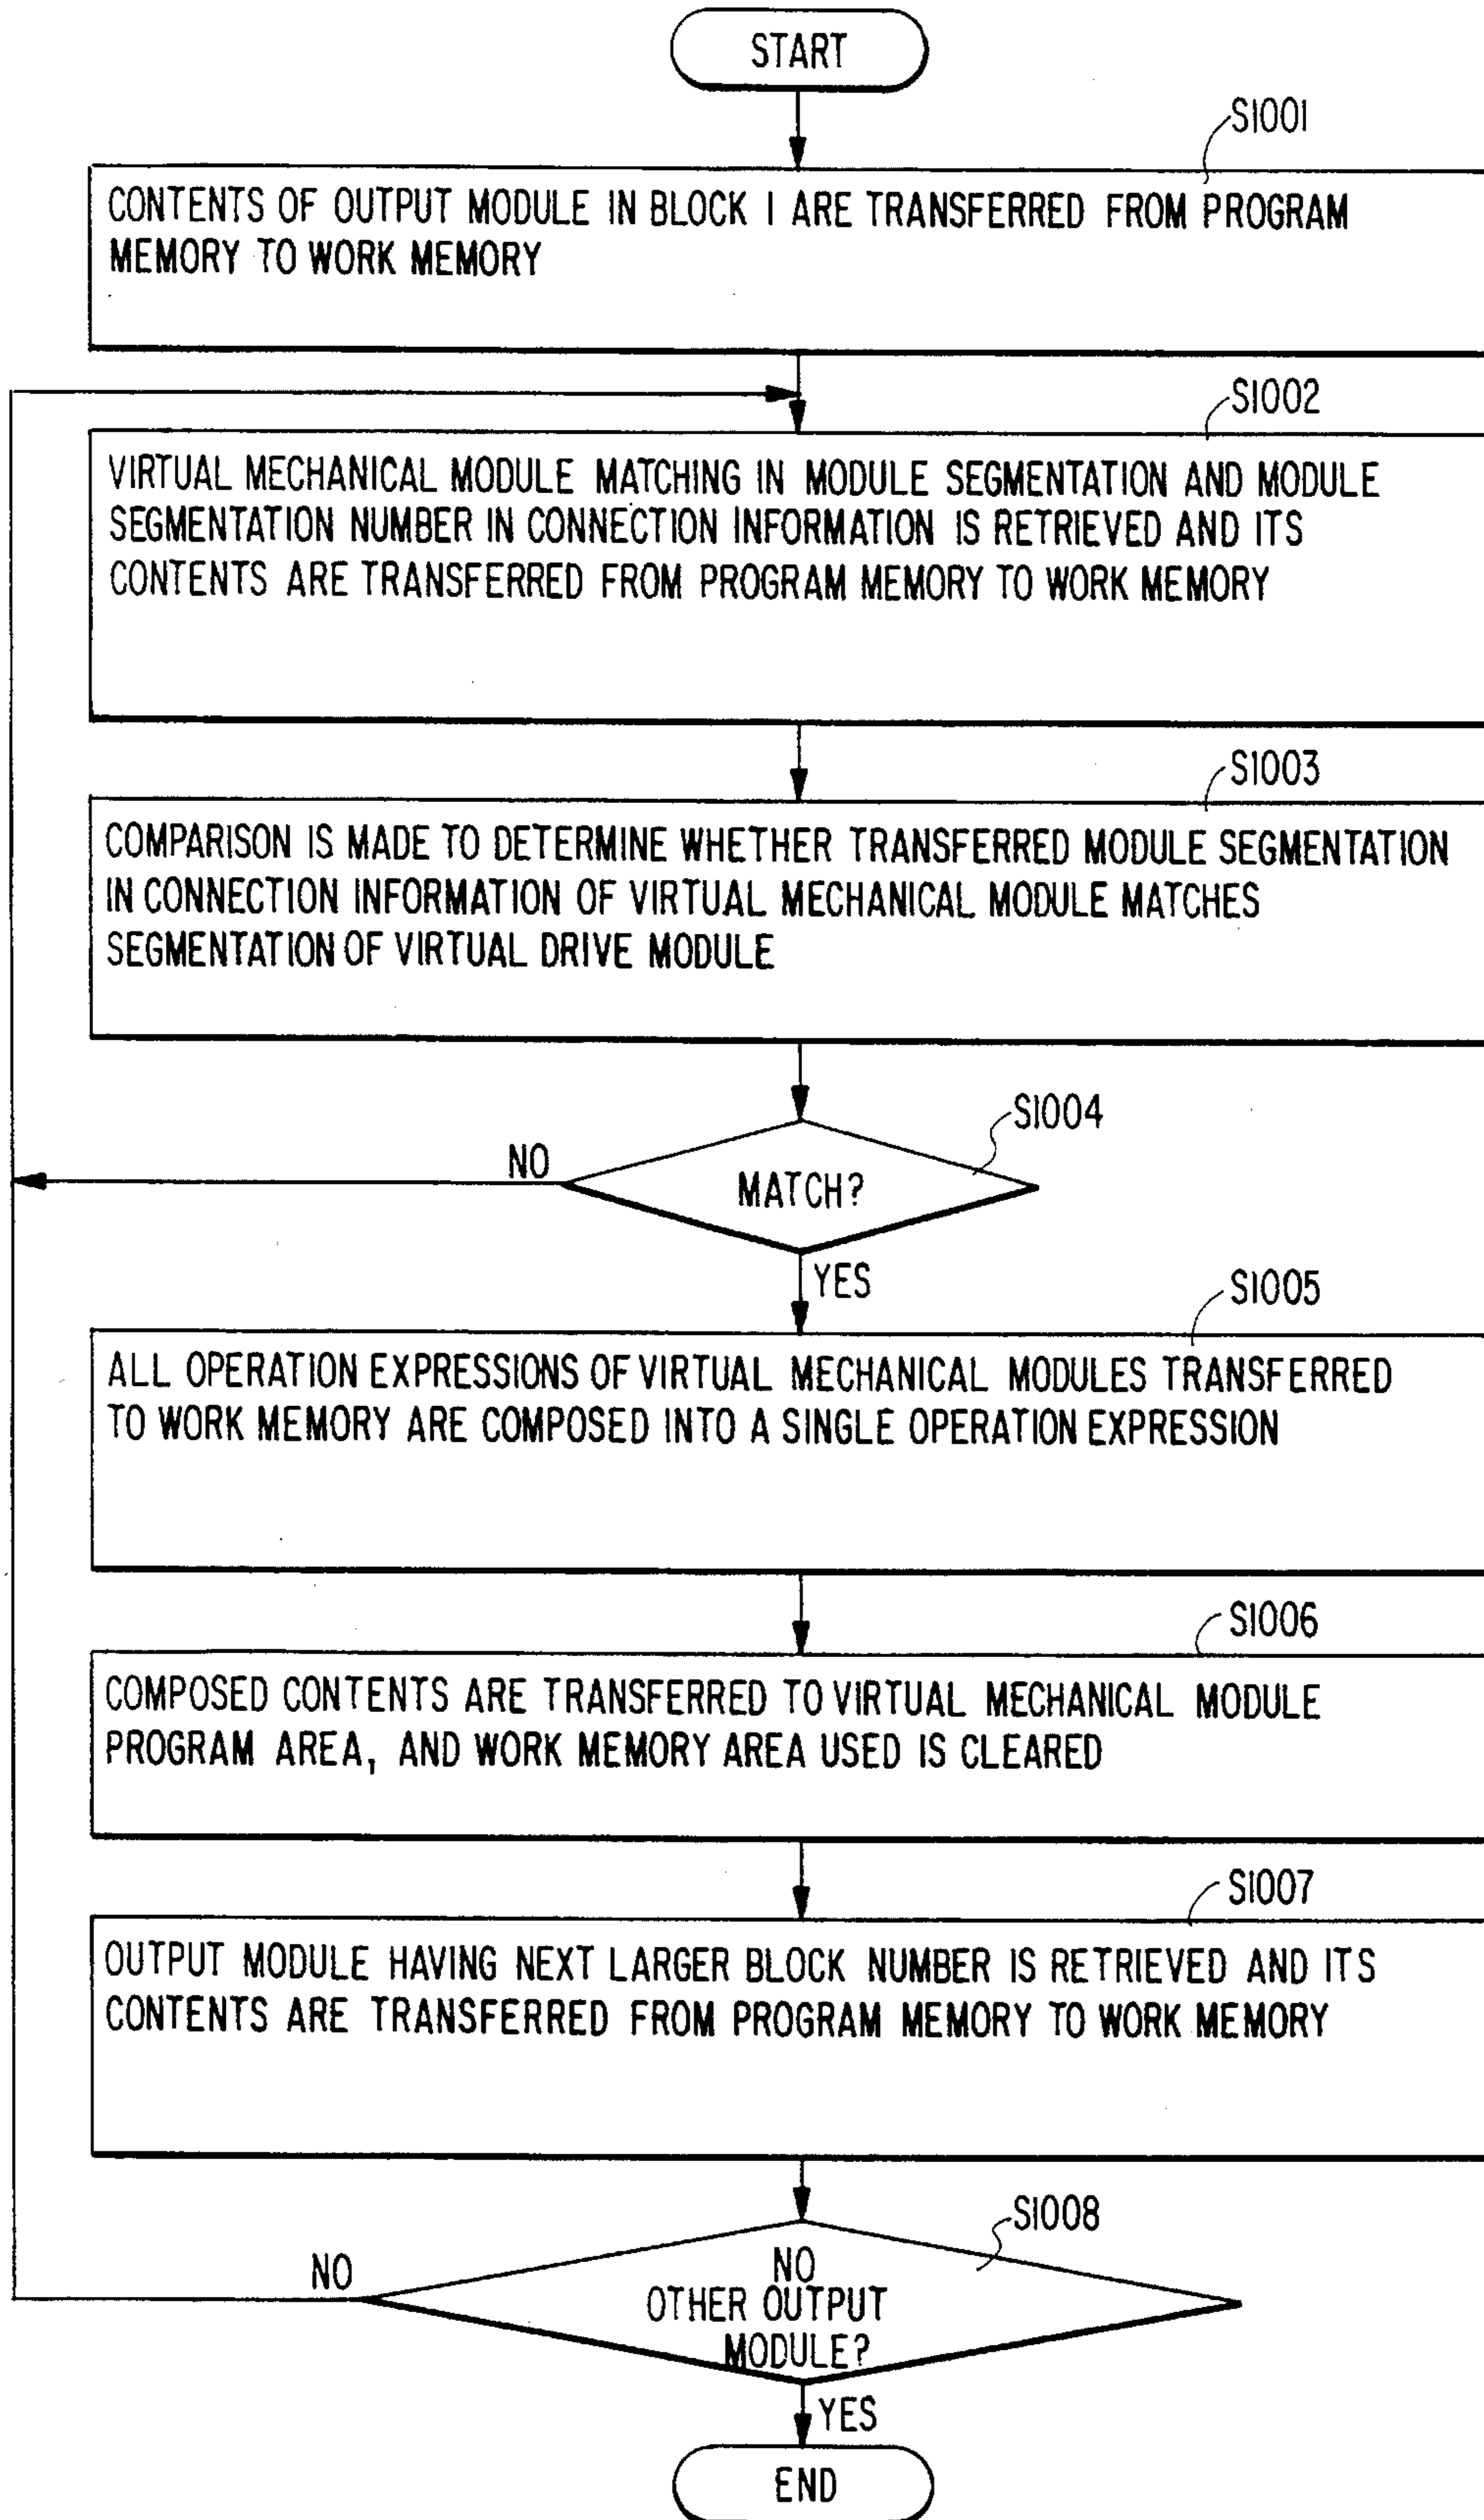 START
S1001
CONTENTS OF OUTPUT MODULE IN BLOCK 1 ARE TRANSFERRED FROM PROGRAM
MEMORY TO WORK MEMORY
S1002
VIRTUAL MECHANICAL MODULE MATCHING IN MODULE SEGMENTATION AND MODULE
SEGMENTATION NUMBER IN CONNECTION INFORMATION IS RETRIEVED AND ITS
CONTENTS ARE TRANSFERRED FROM PROGRAM MEMORY TO WORK MEMORY
S1003
COMPARISON IS MADE TO DETERMINE WHETHER TRANSFERRED MODULE SEGMENTATION
IN CONNECTION INFORMATION OF VIRTUAL MECHANICAL MODULE MATCHES
SEGMENTATION OF VIRTUAL DRIVE MODULE
S1004
NO
MATCH?
YES
S1005
ALL OPERATION EXPRESSIONS OF VIRTUAL MECHANICAL MODULES TRANSFERRED
TO WORK MEMORY ARE COMPOSED INTO A SINGLE OPERATION EXPRESSION
S1006
COMPOSED CONTENTS ARE TRANSFERRED TO VIRTUAL MECHANICAL MODULE
PROGRAM AREA, AND WORK MEMORY AREA USED IS CLEARED
S1007
OUTPUT MODULE HAVING NEXT LARGER BLOCK NUMBER IS RETRIEVED AND ITS
CONTENTS ARE TRANSFERRED FROM PROGRAM MEMORY TO WORK MEMORY
S1008
NO
NO
OTHER OUTPUT
MODULE?
YES
END